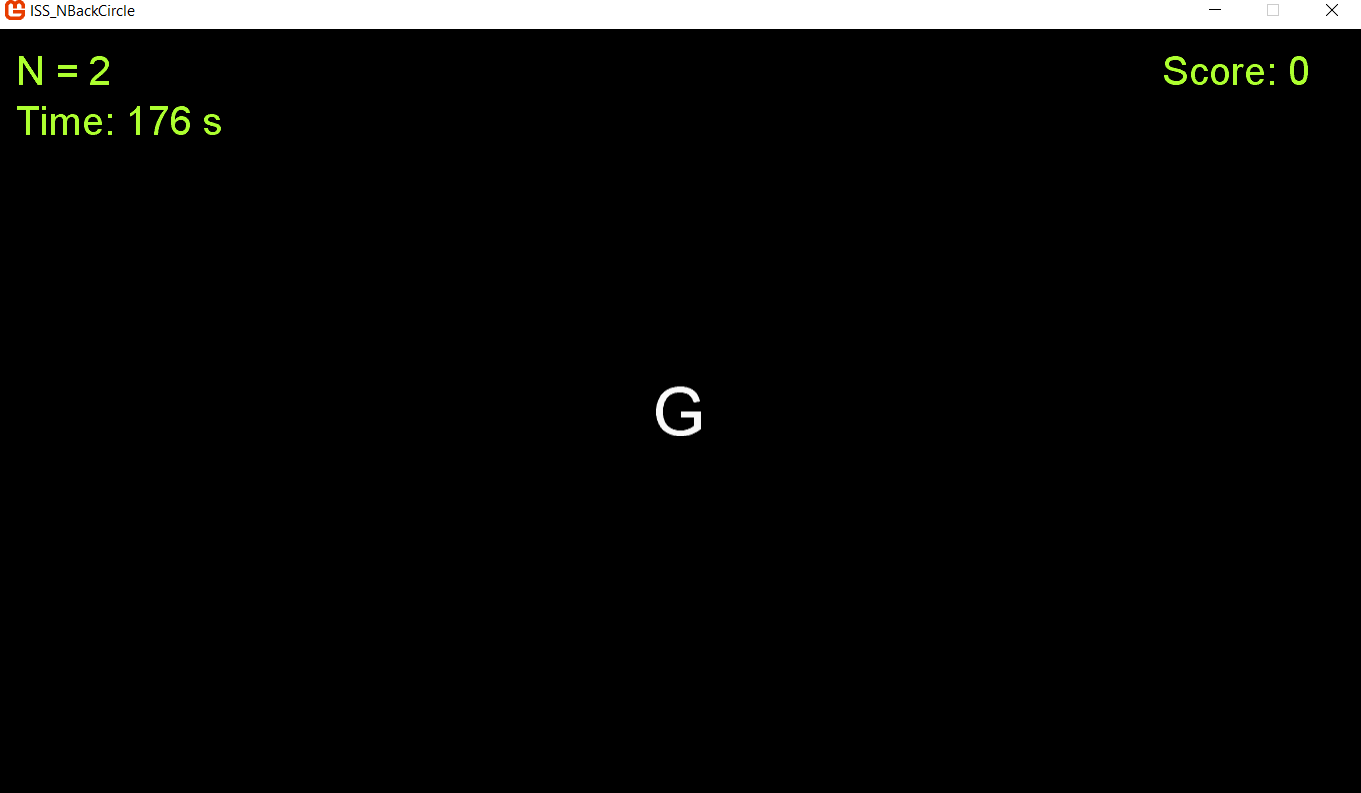 ISS_NBackCircle
N = 2
Score: 0
Time: 176 s
G